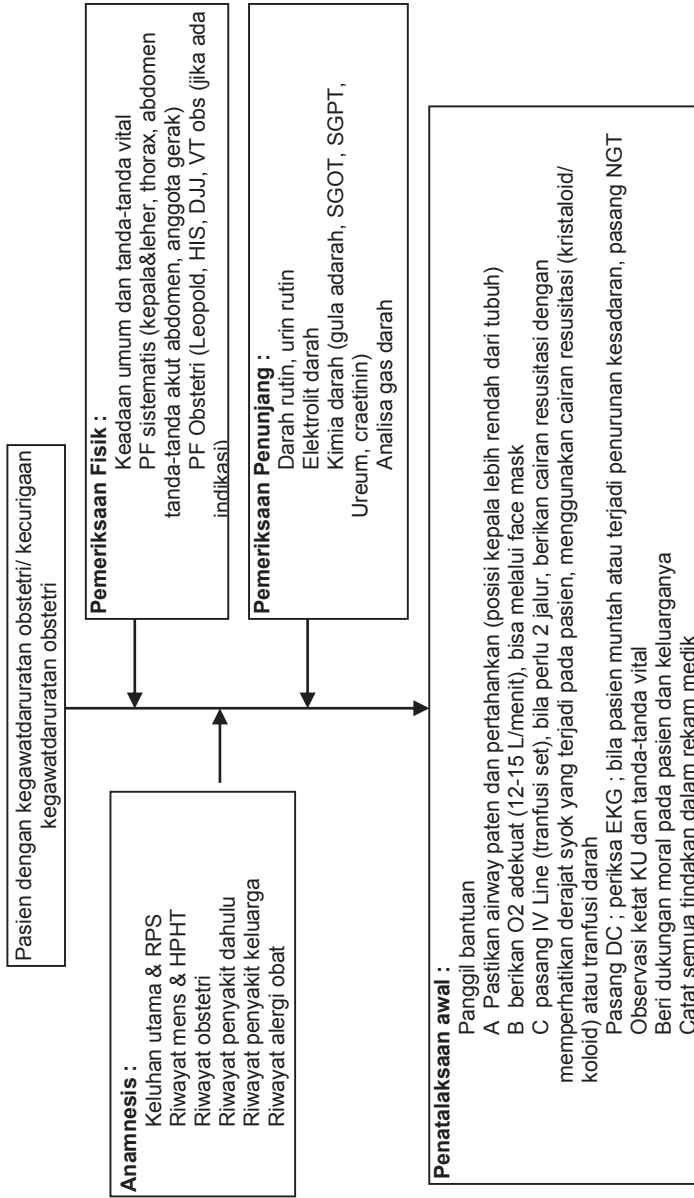 Pasien dengan kegawatdaruratan obstetri/ kecurigaan
kegawatdaruratan obstetri
Anamnesis :
Keluhan utama & RPS
Riwayat mens & HPHT
Riwayat obstetri
Riwayat penyakit dahulu
Riwayat penyakit keluarga
Riwayat alergi obat
Pemeriksaan Fisik :
Keadaan umum dan tanda-tanda vital
PF sistematis (kepala&leher, thorax, abdomen
tanda-tanda akut abdomen, anggota gerak)
PF Obstetri (Leopold, HIS, DJJ, VT obs (jika ada
indikasi)
Pemeriksaan Penunjang :
Darah rutin, urin rutin
Elektrolit darah
Kimia darah (gula adarah, SGOT, SGPT,
Ureum, craetinin)
Analisa gas darah
Penatalaksaan awal :
Panggil bantuan
A Pastikan airway paten dan pertahankan (posisi kepala lebih rendah dari tubuh)
B berikan O2 adekuat (12-15 L/menit), bisa melalui face mask
C pasang IV Line (tranfusi set), bila perlu 2 jalur, berikan cairan resusitasi dengan
memperhatikan derajat syok yang terjadi pada pasien, menggunakan cairan resusitasi (kristaloid/
koloid) atau tranfusi darah
Pasang DC ; periksa EKG ; bila pasien muntah atau terjadi penurunan kesadaran, pasang NGT
Observasi ketat KU dan tanda-tanda vital
Beri dukungan moral pada pasien dan keluarganya
Catat semua tindakan dalam rekam medik